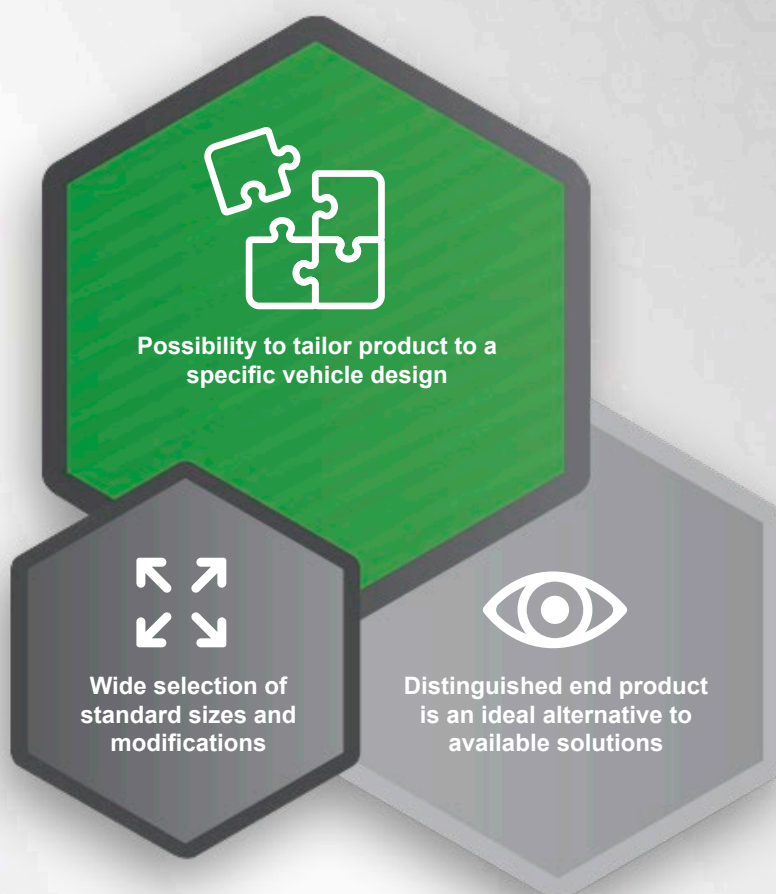 Possibility to tailor product to a
specific vehicle design
Wide selection of
standard sizes and
modifications
Distinguished end product
is an ideal alternative to
available solutions